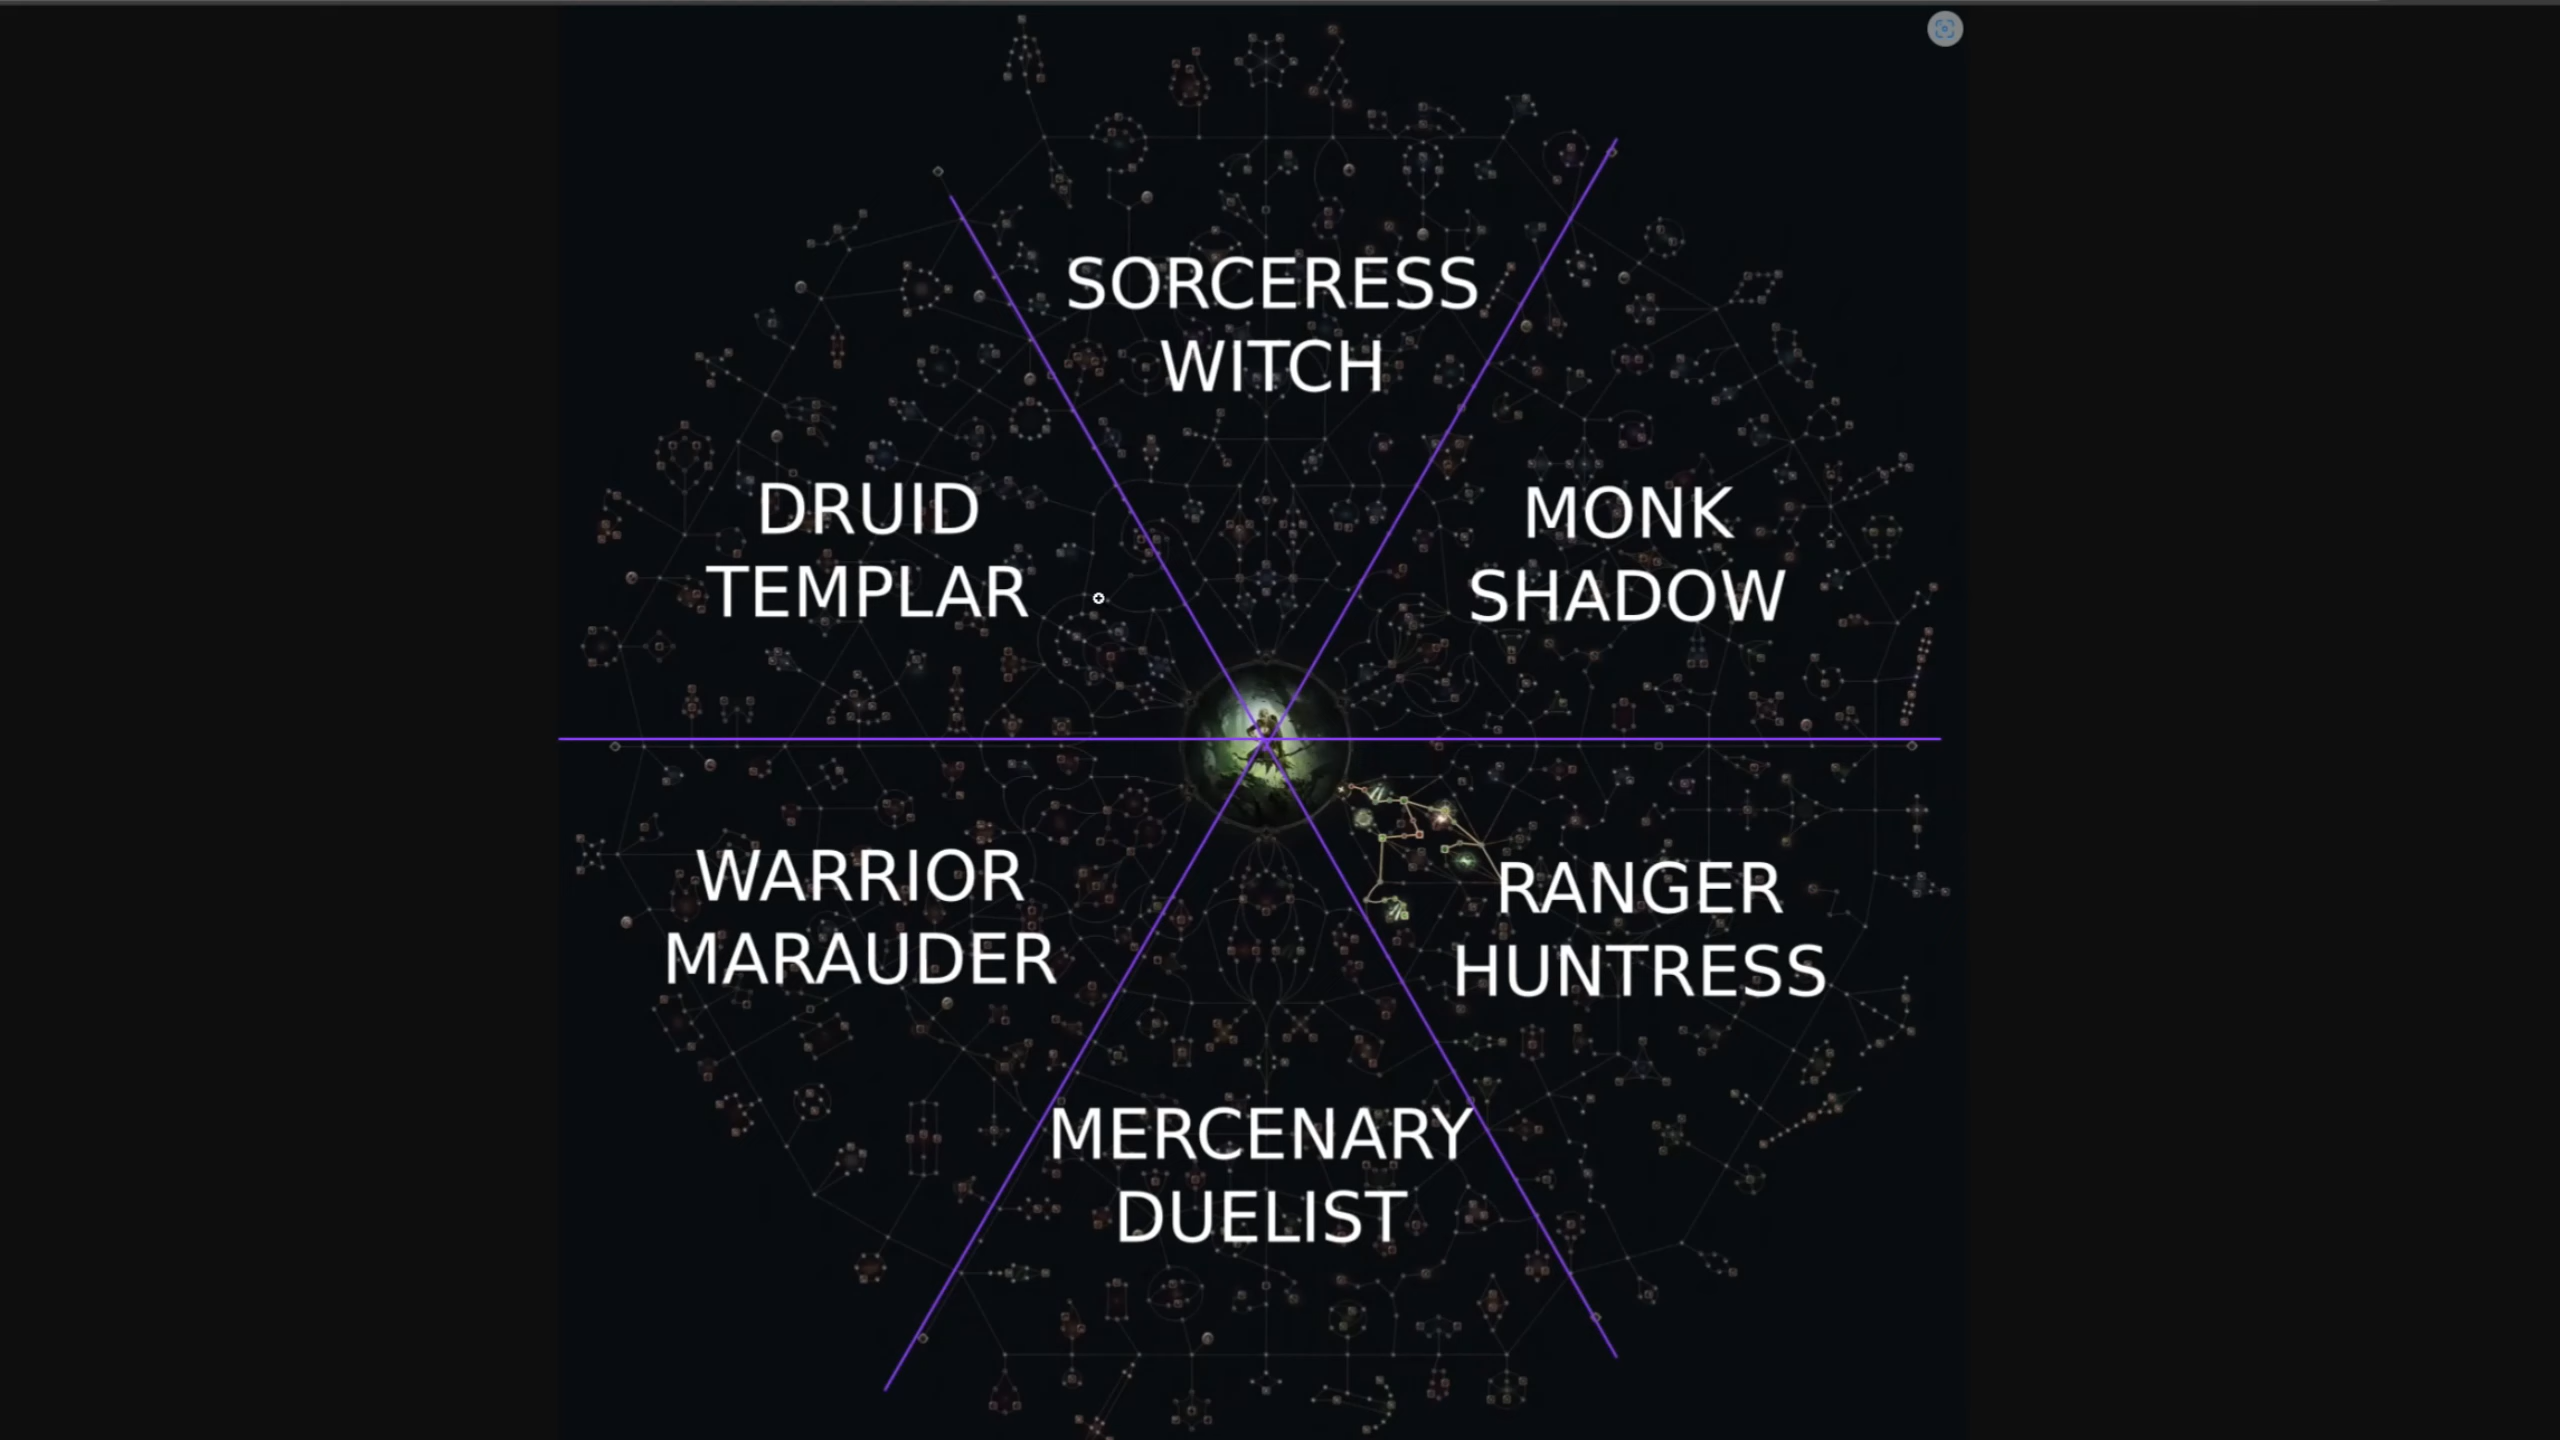 SORCERESS
WITCH
DRUID
TEMPLAR
MONK
SHADOW
WARRIOR
MARAUDER
RANGER
HUNTRESS
MERCENARY
DUELIST